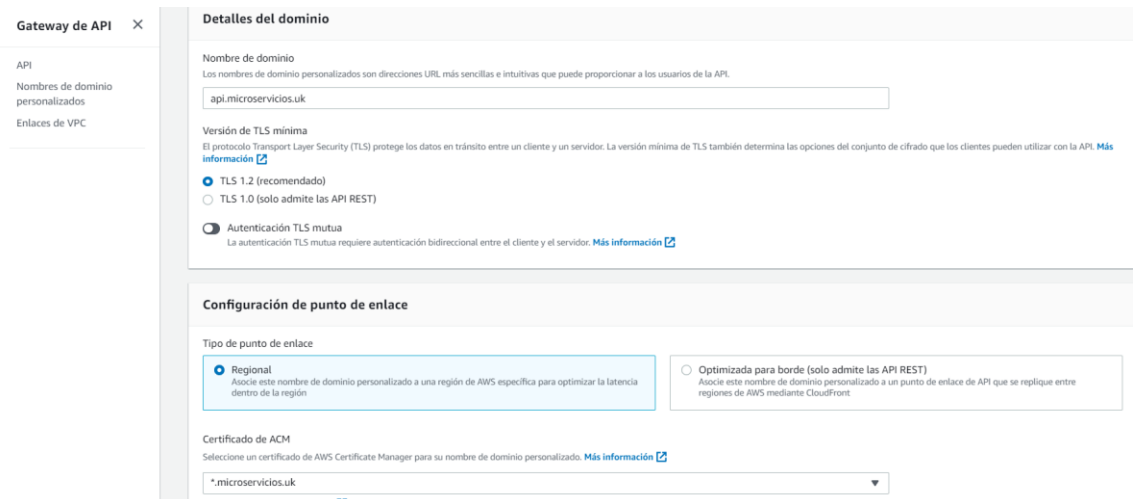 Gateway de API
API
Nombres de dominio
personalizados
Enlaces de VPC
Detalles del dominio
Nombre de dominio
Los nombres de dominio personalizados son direcciones URL más sencillas e intuitivas que puede proporcionar a los usuarios de la API.
api.microservicios.uk
Versión de TLS mínima
El protocolo Transport Layer Security (TLS) protege los datos en tránsito entre un cliente y un servidor. La versión mínima de TLS también determina las opciones del conjunto de cifrado que los clientes pueden utilizar con la API. Más
información
TLS 1.2 (recomendado)
TLS 1.0 (solo admite las API REST)
Autenticación TLS mutua
La autenticación TLS mutua requiere autenticación bidireccional entre el cliente y el servidor. Más información
Configuración de punto de enlace
Tipo de punto de enlace
Regional
Asocie este nombre de dominio personalizado a una región de AWS específica para optimizar la latencia
dentro de la región
Optimizada para borde (solo admite las API REST)
Asocie este nombre de dominio personalizado a un punto de enlace de API que se replique entre
regiones de AWS mediante CloudFront
Certificado de ACM
Seleccione un certificado de AWS Certificate Manager para su nombre de dominio personalizado. Más información
*.microservicios.uk